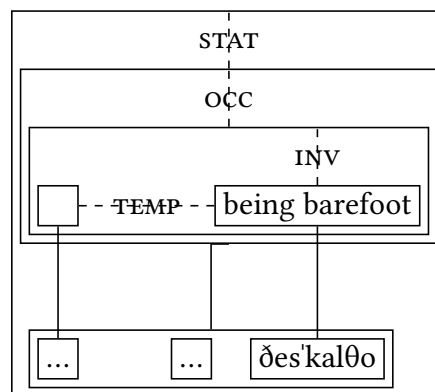 STAT
OCC
INV
TEMP being barefoot
... ... ðesˈkalθo